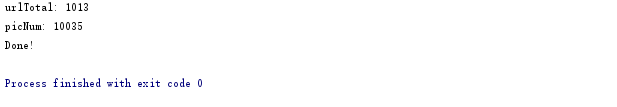 urlTotal: 1013
picNum: 10035
Done!
Process finished with exit code 0